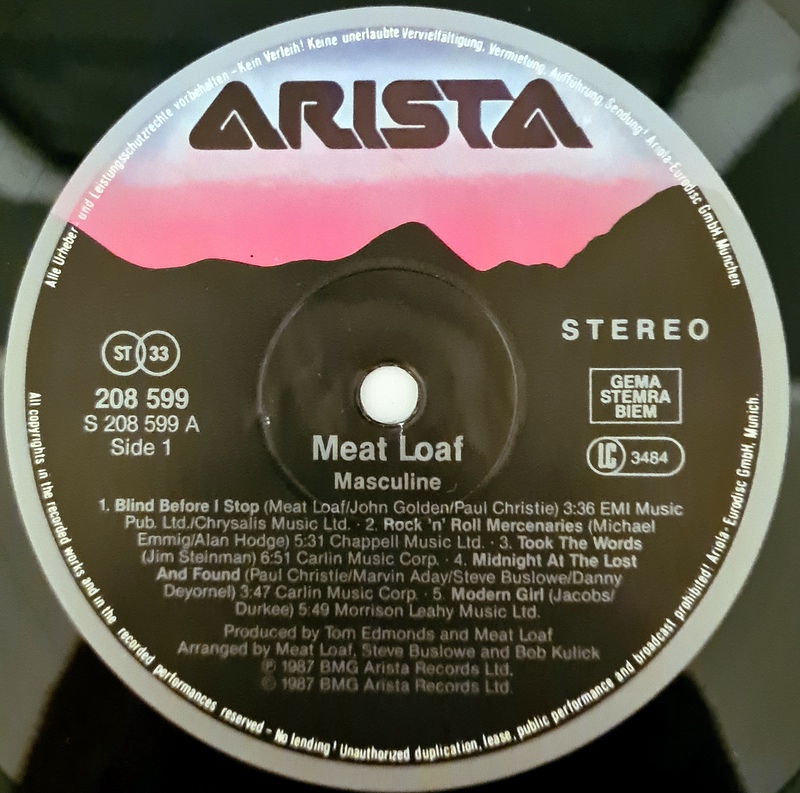 Alle Urheber- und Leistungsschutzrechte vorbehalten - Kein Verleih! Keine unerlaubte Vervielfältigung, Vermietung, Aufführung, Sendung! Ariola-Eurodisc GmbH, München.
ARISTA
STEREO
ST 33
208 599
S 208 599 A
Side 1
GEMA
STEMRA
BIEM
LC 3484
Meat Loaf
Masculine
1. Blind Before I Stop (Meat Loaf/John Golden/Paul Christie) 3:36 EMI Music
Pub. Ltd./Chrysalis Music Ltd. · 2. Rock 'n' Roll Mercenaries (Michael
Emmig/Alan Hodge) 5:31 Chappell Music Ltd. · 3. Took The Words
(Jim Steinman) 6:51 Carlin Music Corp. · 4. Midnight At The Lost
And Found (Paul Christie/Marvin Aday/Steve Buslowe/Danny
Deyornel) 3:47 Carlin Music Corp. · 5. Modern Girl (Jacobs/
Durkee) 5:49 Morrison Leahy Music Ltd.
Produced by Tom Edmonds and Meat Loaf
Arranged by Meat Loaf, Steve Buslowe and Bob Kulick
℗ 1987 BMG Arista Records Ltd.
© 1987 BMG Arista Records Ltd.
All copyrights in the recorded works and in the recorded performances reserved - No lending! Unauthorized duplication, lease, public performance and broadcast prohibited! Ariola-Eurodisc GmbH, Munich.